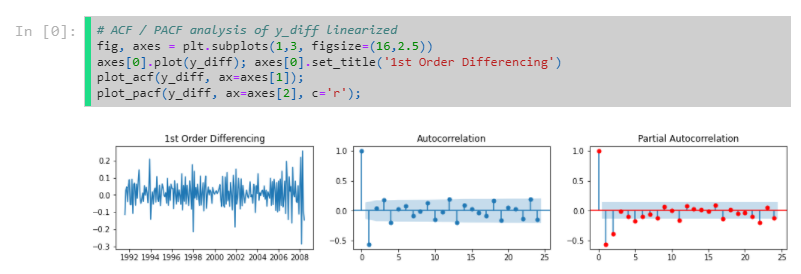 In [0]:
# ACF / PACF analysis of y_diff linearized
fig, axes = plt.subplots(1,3, figsize=(16,2.5))
axes[0].plot(y_diff); axes[0].set_title('1st Order Differencing')
plot_acf(y_diff, ax=axes[1]);
plot_pacf(y_diff, ax=axes[2], c='r');
1st Order Differencing
0.2
0.1
0.0
−0.1
−0.2
−0.3
1992 1994 1996 1998 2000 2002 2004 2006 2008
Autocorrelation
1.0
0.5
0.0
−0.5
0 5 10 15 20 25
Partial Autocorrelation
1.0
0.5
0.0
−0.5
0 5 10 15 20 25